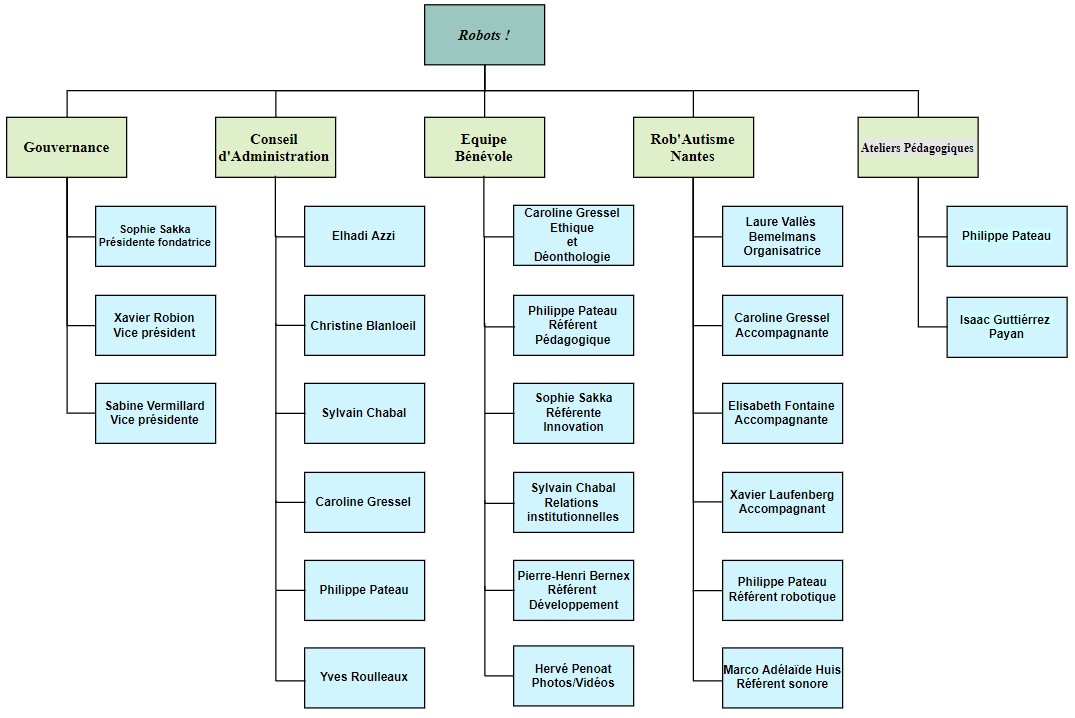 Robots !
Gouvernance
Sophie Sakka
Présidente fondatrice
Xavier Robion
Vice président
Sabine Vermillard
Vice présidente
Conseil
d'Administration
Elhadi Azzi
Christine Blanloeil
Sylvain Chabal
Caroline Gressel
Philippe Pateau
Yves Roulleaux
Equipe
Bénévole
Caroline Gressel
Ethique
et
Déonthologie
Philippe Pateau
Référent
Pédagogique
Sophie Sakka
Référente
Innovation
Sylvain Chabal
Relations
institutionnelles
Pierre-Henri Bernex
Référent
Développement
Hervé Penoat
Photos/Vidéos
Rob'Autisme
Nantes
Laure Vallès
Bemelmans
Organisatrice
Caroline Gressel
Accompagnante
Elisabeth Fontaine
Accompagnante
Xavier Laufenberg
Accompagnant
Philippe Pateau
Référent robotique
Marco Adélaïde Huis
Référent sonore
Ateliers Pédagogiques
Philippe Pateau
Isaac Guttiérrez
Payan